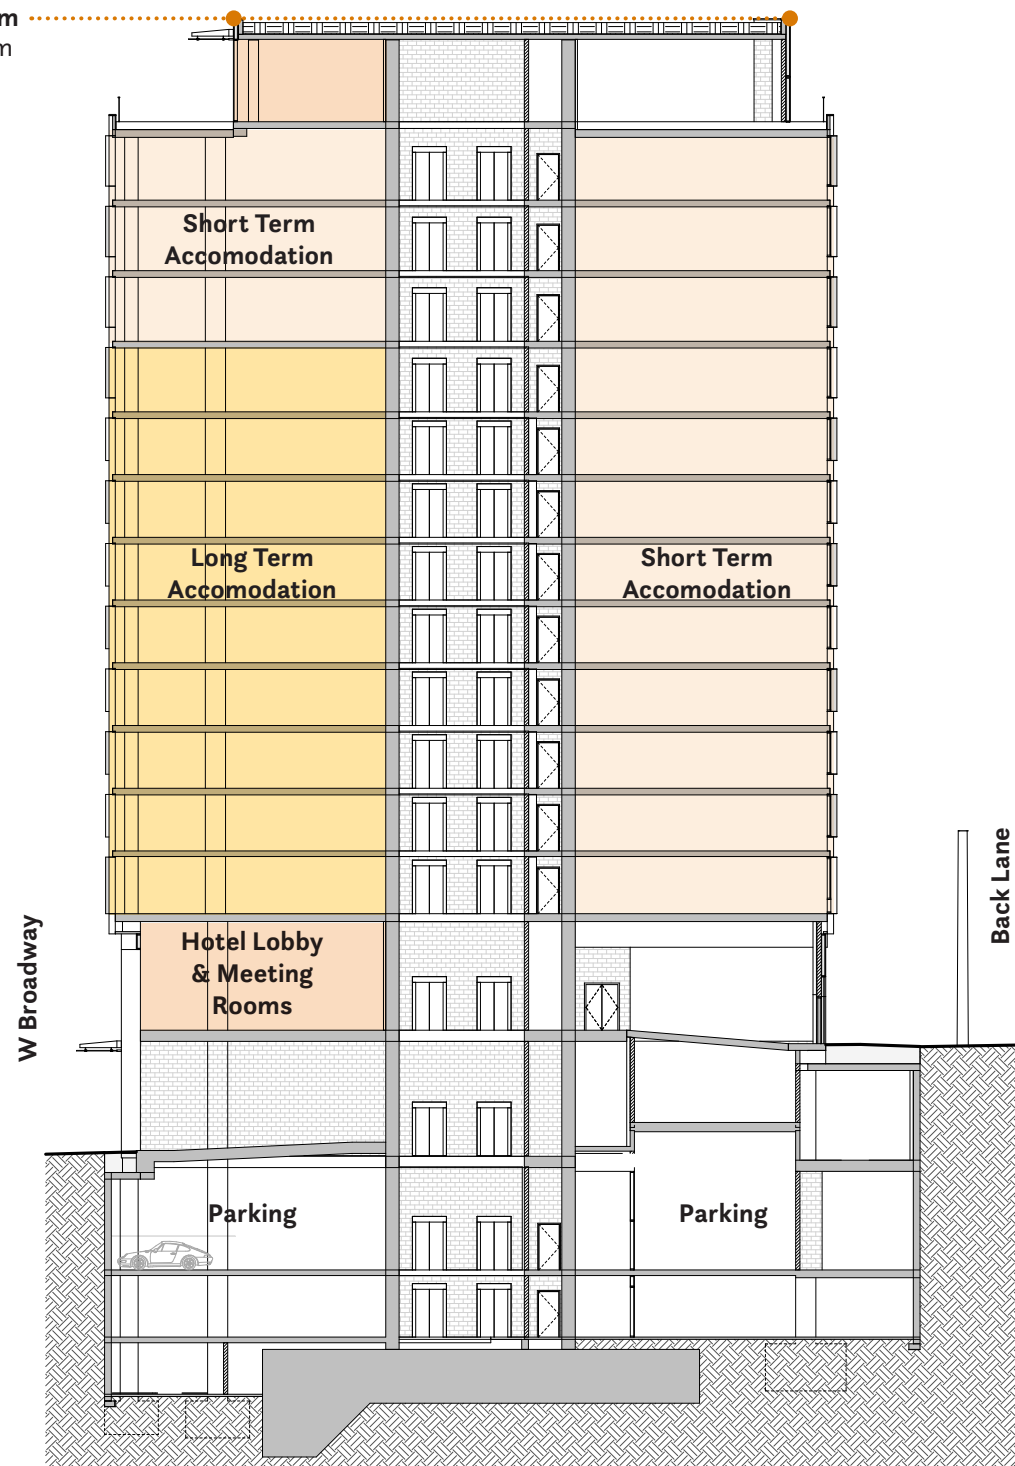 m
m
Short Term
Accomodation
Long Term
Accomodation
Short Term
Accomodation
Back Lane
W Broadway
Hotel Lobby
& Meeting
Rooms
Parking
Parking